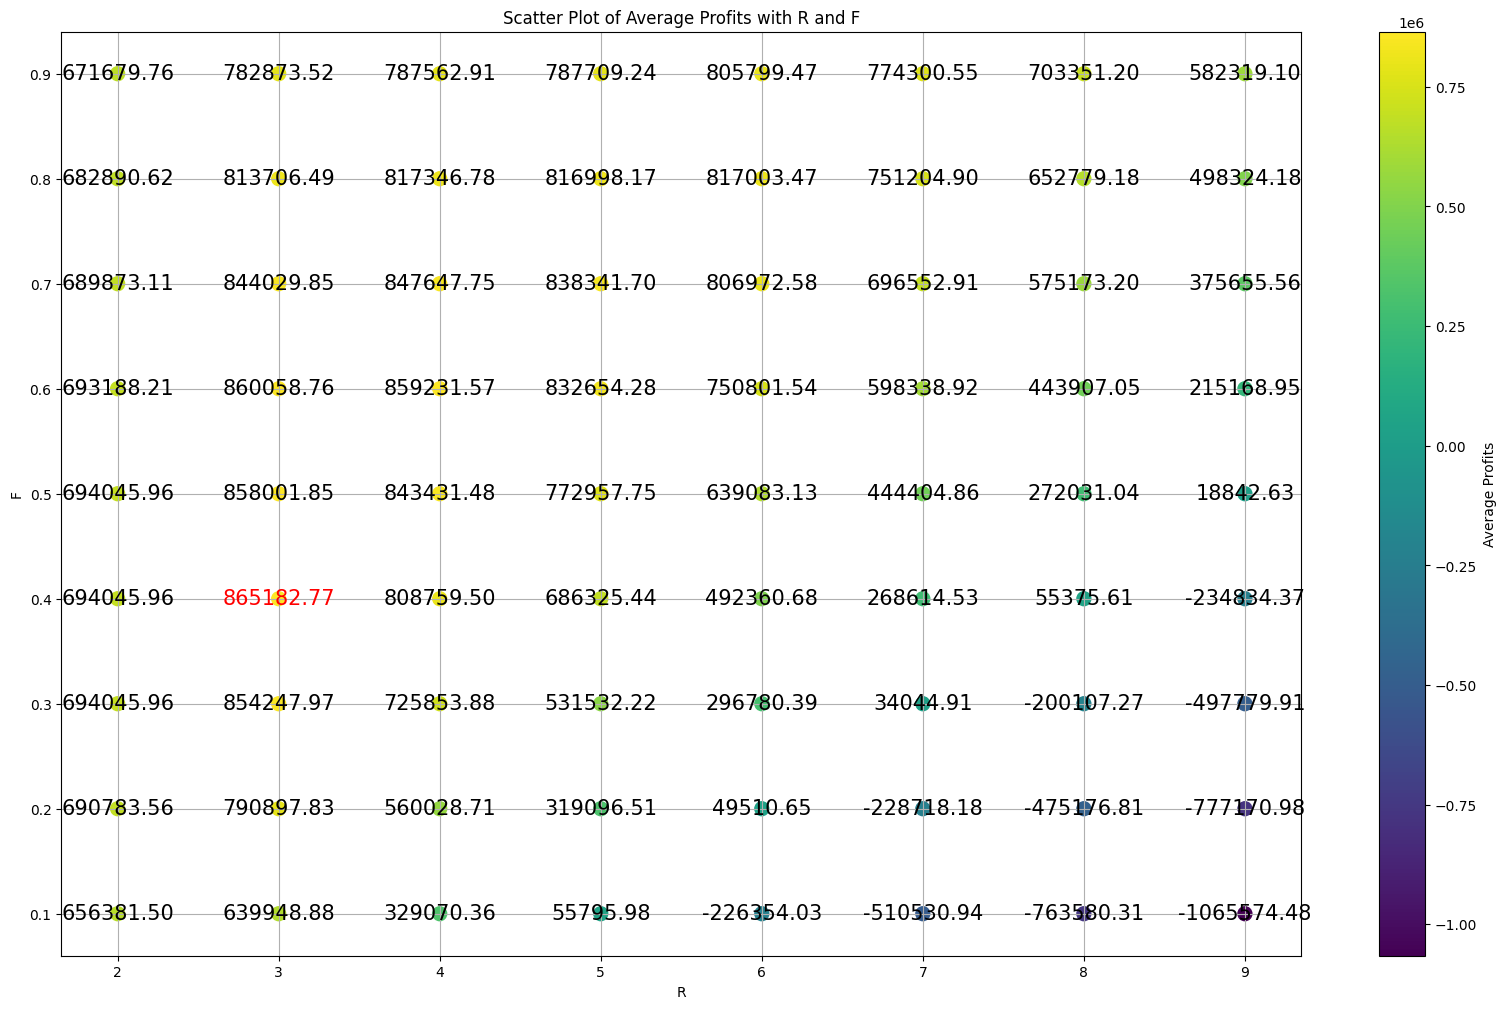 Scatter Plot of Average Profits with R and F
1e6
0.9 671679.76 782873.52 787562.91 787709.24 805799.47 774300.55 703351.20 582319.10
0.8 682890.62 813706.49 817346.78 816998.17 817003.47 751204.90 652779.18 498324.18
0.7 689873.11 844029.85 847647.75 838341.70 806972.58 696552.91 575173.20 375655.56
0.6 693188.21 860058.76 859231.57 832654.28 750801.54 598338.92 443907.05 215168.95
0.5 694045.96 858001.85 843431.48 772957.75 639083.13 444404.86 272031.04 18842.63
0.4 694045.96 865182.77 808759.50 686325.44 492360.68 268614.53 55375.61 -234834.37
0.3 694045.96 854247.97 725853.88 531532.22 296780.39 34044.91 -200107.27 -497779.91
0.2 690783.56 790897.83 560028.71 319096.51 49510.65 -228718.18 -475176.81 -777170.98
0.1 656381.50 639948.88 329070.36 55795.98 -226354.03 -510530.94 -763580.31 -1065574.48
2 3 4 5 6 7 8 9
R
F
0.75
0.50
0.25
0.00
−0.25
−0.50
−0.75
−1.00
Average Profits